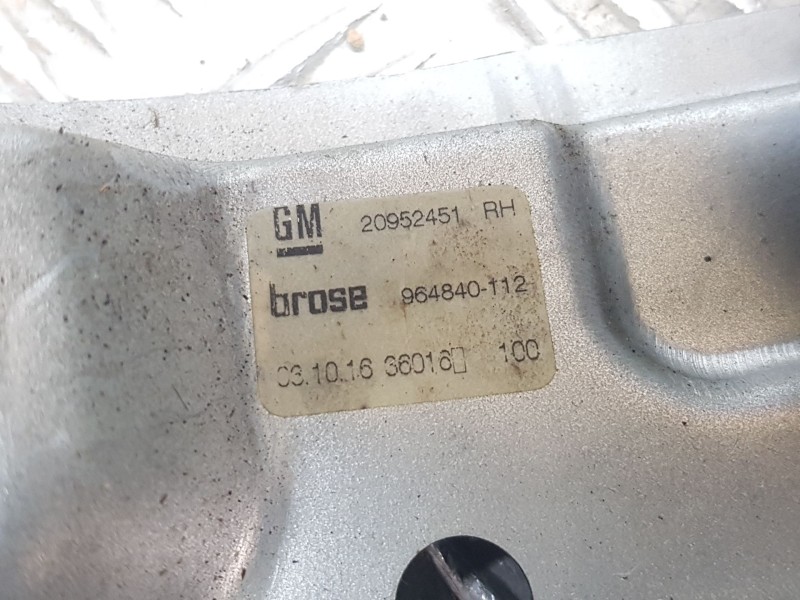 GM 20952451 RH
brose 964840-112
03.10.16 36016 100